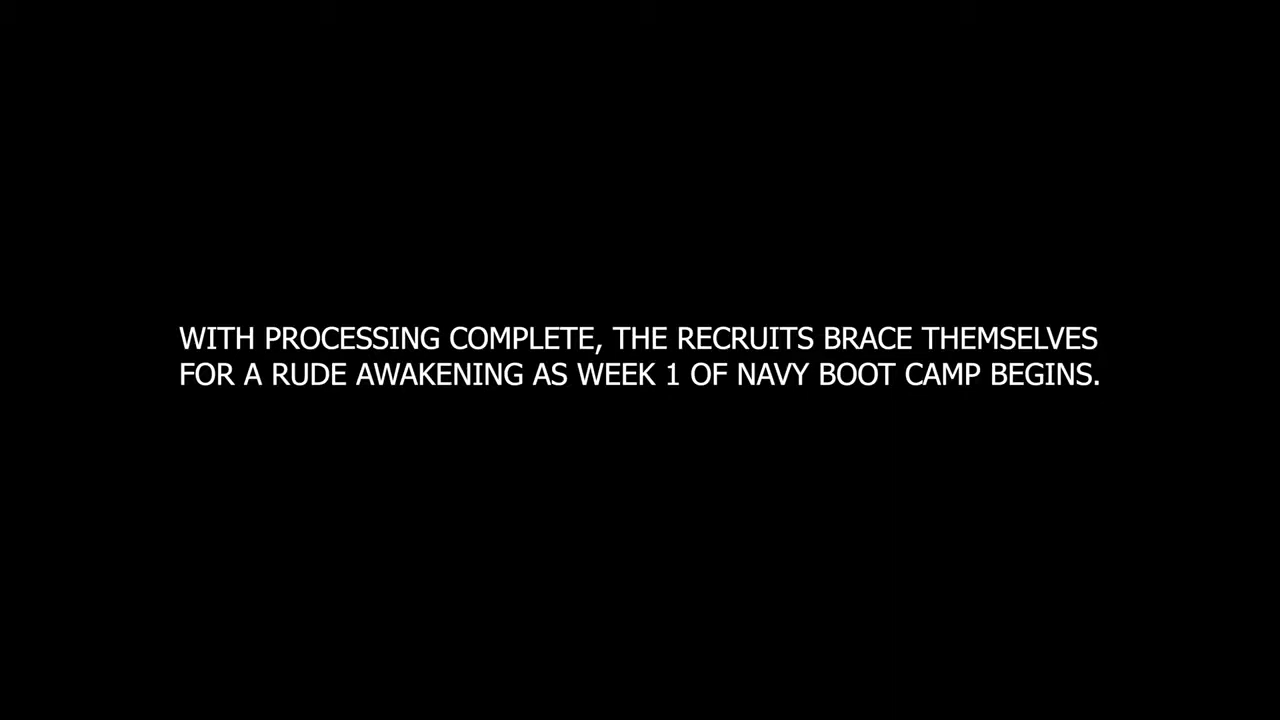 WITH PROCESSING COMPLETE, THE RECRUITS BRACE THEMSELVES
FOR A RUDE AWAKENING AS WEEK 1 OF NAVY BOOT CAMP BEGINS.